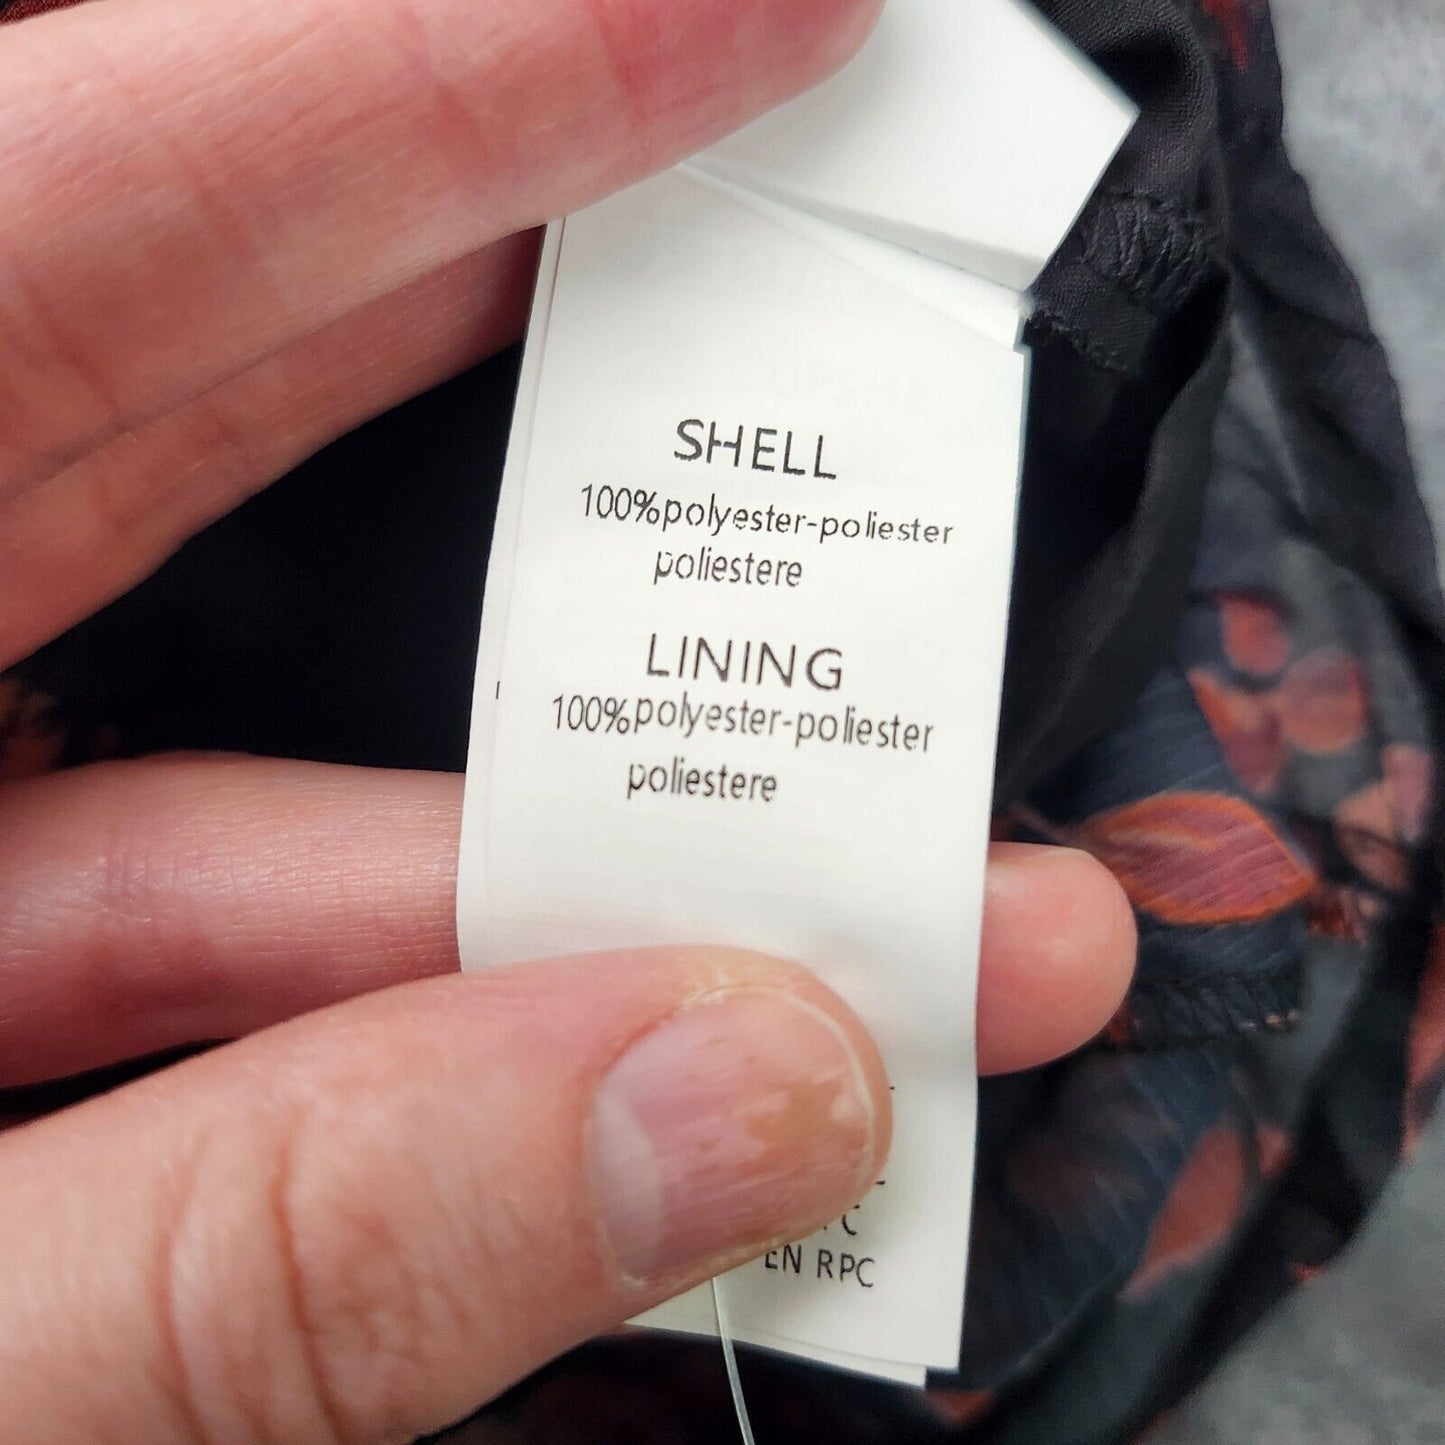 SHELL
100%polyester-poliester
poliestere
LINING
100%polyester-poliester
poliestere
C
EN RPC